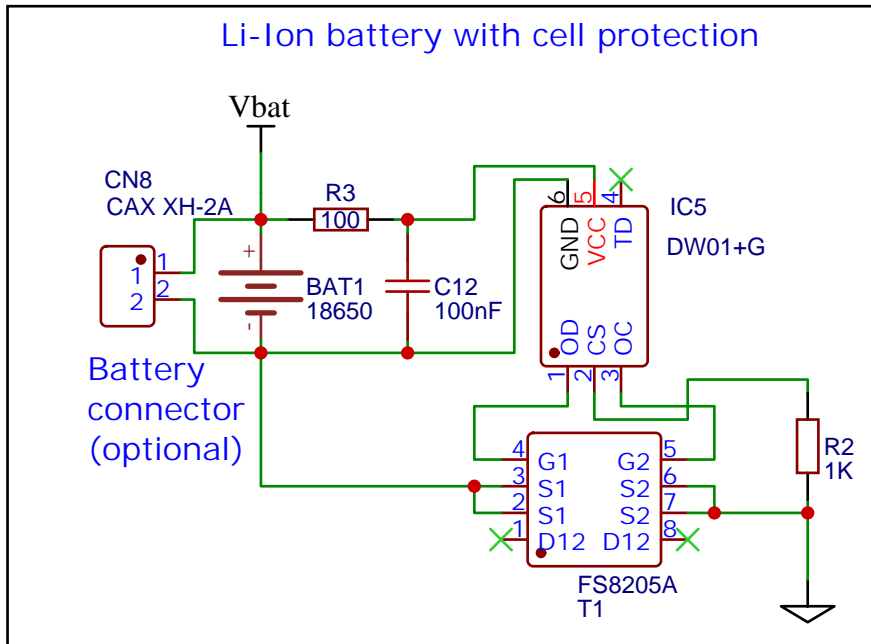 Li-Ion battery with cell protection
Vbat
CN8
CAX XH-2A
R3
100
1
1
2
2
+
-
BAT1
18650
C12
100nF
6
5
4
GND
VCC
TD
IC5
DW01+G
OD
CS
OC
1
2
3
Battery
connector
(optional)
4
G1
G2
5
3
S1
S2
6
2
S1
S2
7
1
D12
D12
8
R2
1K
FS8205A
T1